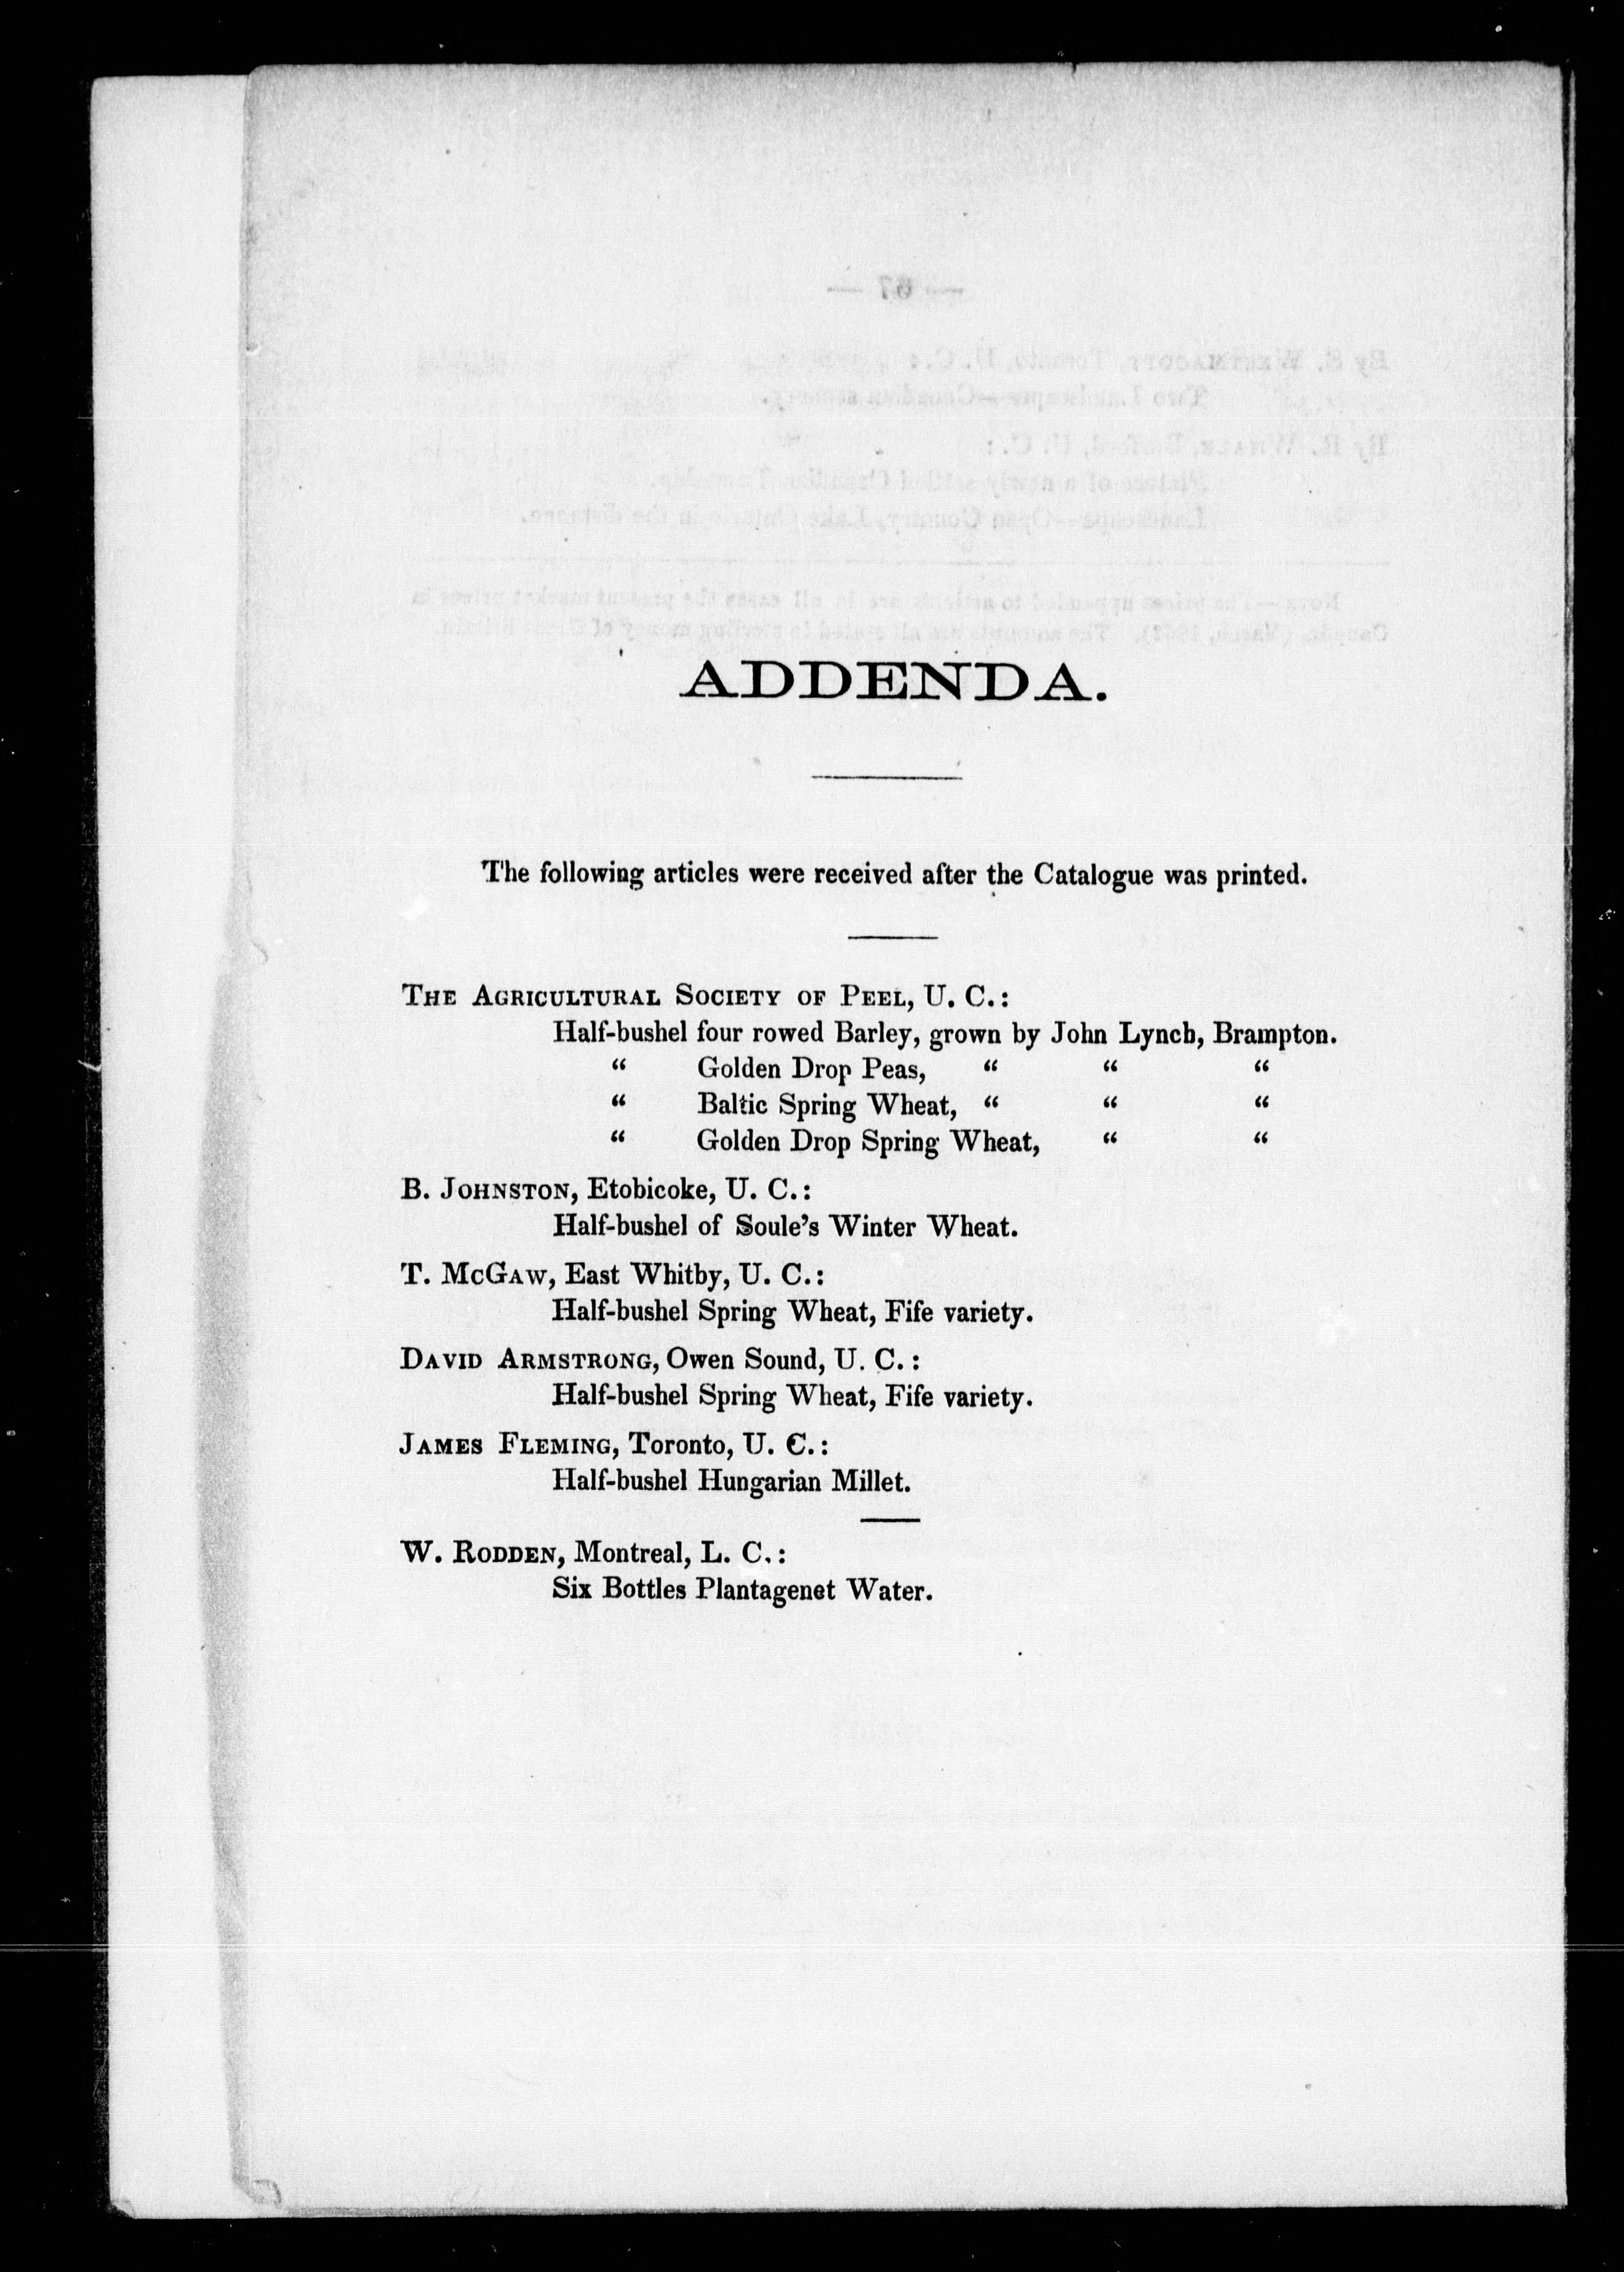 ADDENDA.
The following articles were received after the Catalogue was printed.
THE AGRICULTURAL SOCIETY OF PEEL, U. C.:
Half-bushel four rowed Barley, grown by John Lynch, Brampton.
“ Golden Drop Peas, “ “ “
“ Baltic Spring Wheat, “ “ “
“ Golden Drop Spring Wheat, “ “
B. JOHNSTON, Etobicoke, U. C.:
Half-bushel of Soule’s Winter Wheat.
T. McGAW, East Whitby, U. C.:
Half-bushel Spring Wheat, Fife variety.
DAVID ARMSTRONG, Owen Sound, U. C.:
Half-bushel Spring Wheat, Fife variety.
JAMES FLEMING, Toronto, U. C.:
Half-bushel Hungarian Millet.
W. RODDEN, Montreal, L. C.:
Six Bottles Plantagenet Water.